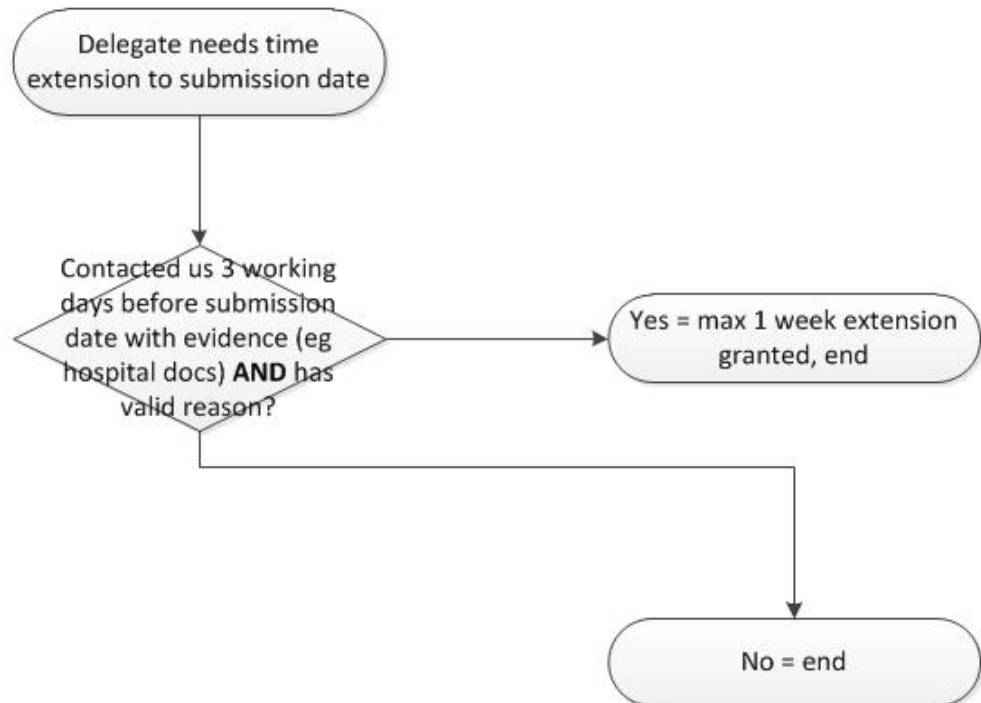 Delegate needs time
extension to submission date
Contacted us 3 working
days before submission
date with evidence (eg
hospital docs) AND has
valid reason?
Yes = max 1 week extension
granted, end
No = end